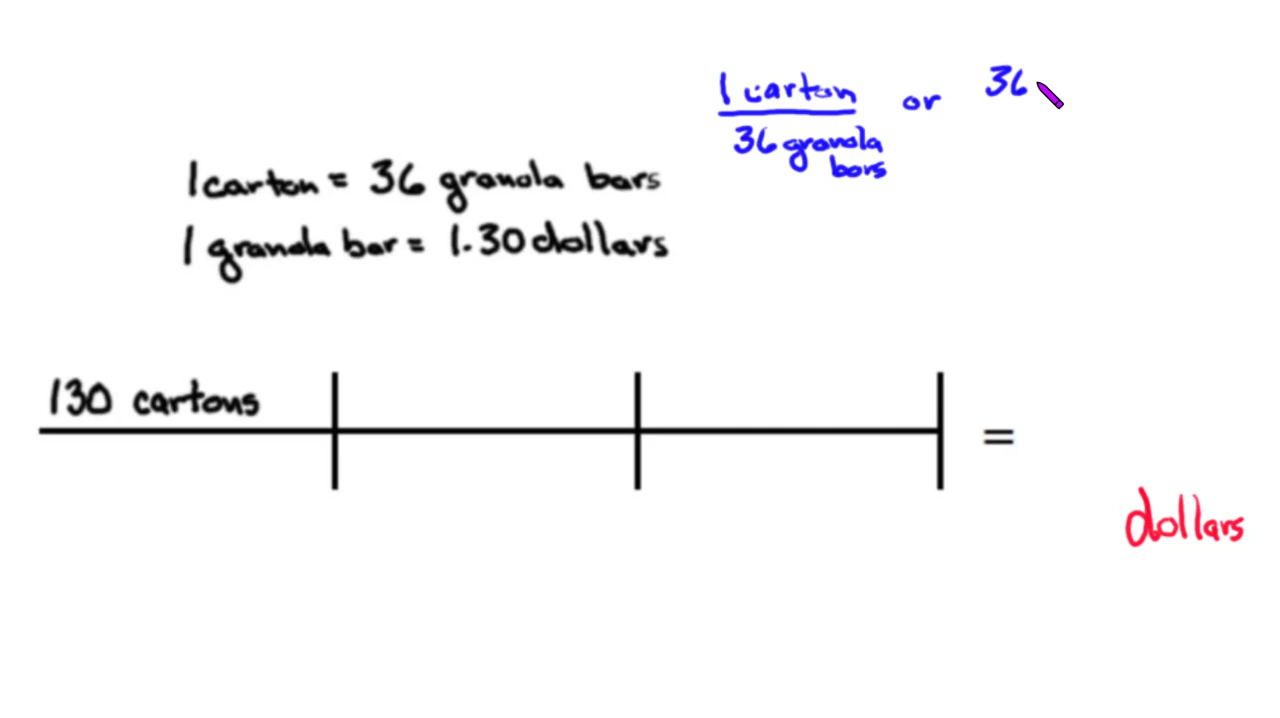 1 carton or 36
36 granola
bars
1 carton = 36 granola bars
1 granola bar = 1.30 dollars
130 cartons
=
dollars